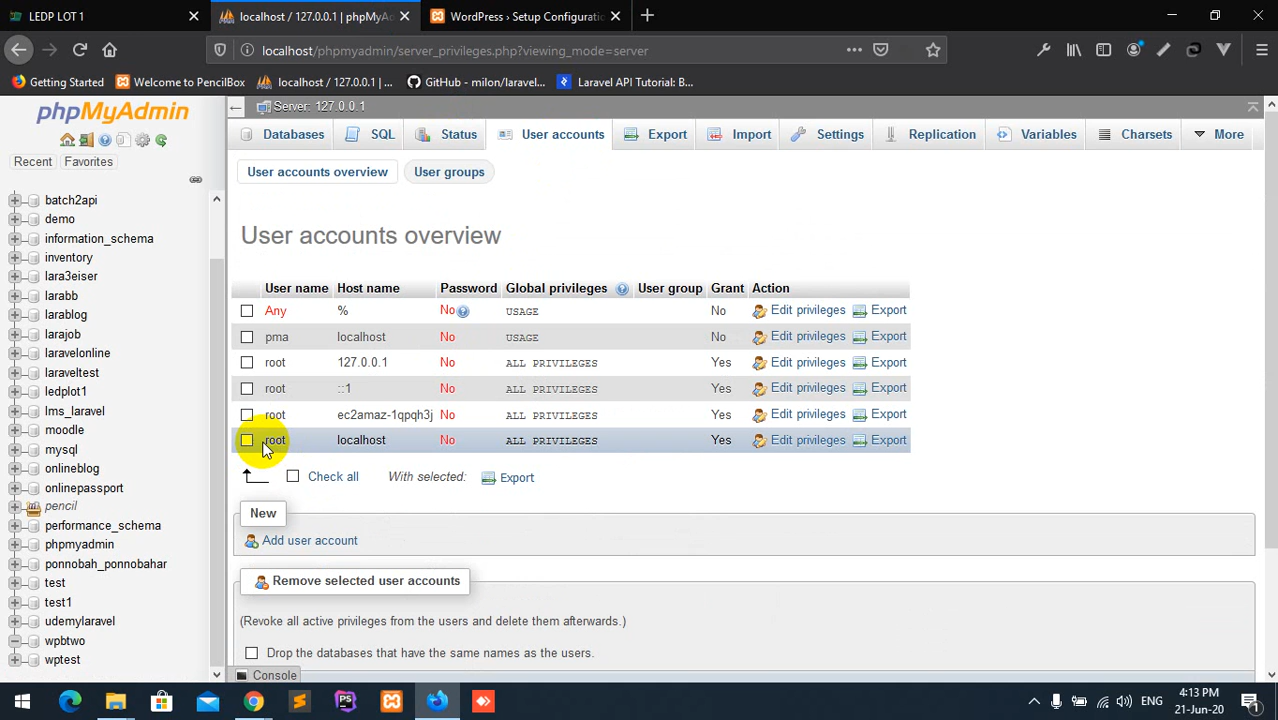 LEDP LOT 1
localhost / 127.0.0.1 | phpMyAd
WordPress › Setup Configuratio
localhost/phpmyadmin/server_privileges.php?viewing_mode=server
Getting Started
Welcome to PencilBox
localhost / 127.0.0.1 | ...
GitHub - milon/laravel...
Laravel API Tutorial: B...
phpMyAdmin
Recent
Favorites
batch2api
demo
information_schema
inventory
lara3eiser
larabb
larablog
larajob
laravelonline
laraveltest
ledplot1
lms_laravel
moodle
mysql
onlineblog
onlinepassport
pencil
performance_schema
phpmyadmin
ponnobah_ponnobahar
test
test1
udemylaravel
wpbtwo
wptest
Server: 127.0.0.1
Databases
SQL
Status
User accounts
Export
Import
Settings
Replication
Variables
Charsets
More
User accounts overview
User groups
User accounts overview
User name Host name Password Global privileges User group Grant Action
Any % No USAGE No Edit privileges Export
pma localhost No USAGE No Edit privileges Export
root 127.0.0.1 No ALL PRIVILEGES Yes Edit privileges Export
root ::1 No ALL PRIVILEGES Yes Edit privileges Export
root ec2amaz-1qpqh3j No ALL PRIVILEGES Yes Edit privileges Export
root localhost No ALL PRIVILEGES Yes Edit privileges Export
Check all With selected: Export
New
Add user account
Remove selected user accounts
(Revoke all active privileges from the users and delete them afterwards.)
Drop the databases that have the same names as the users.
Console
ENG
4:13 PM
21-Jun-20